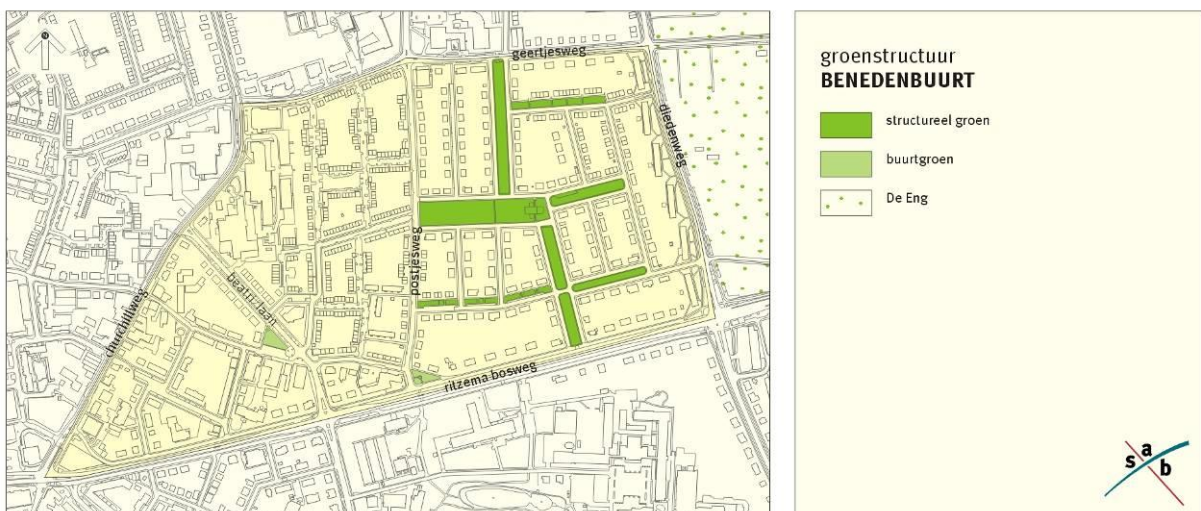 N
geertjesweg
diedenweg
postjesweg
beatrixlaan
churchillweg
ritzema bosweg
groenstructuur
BENEDENBUURT
structureel groen
buurtgroen
De Eng
s a b